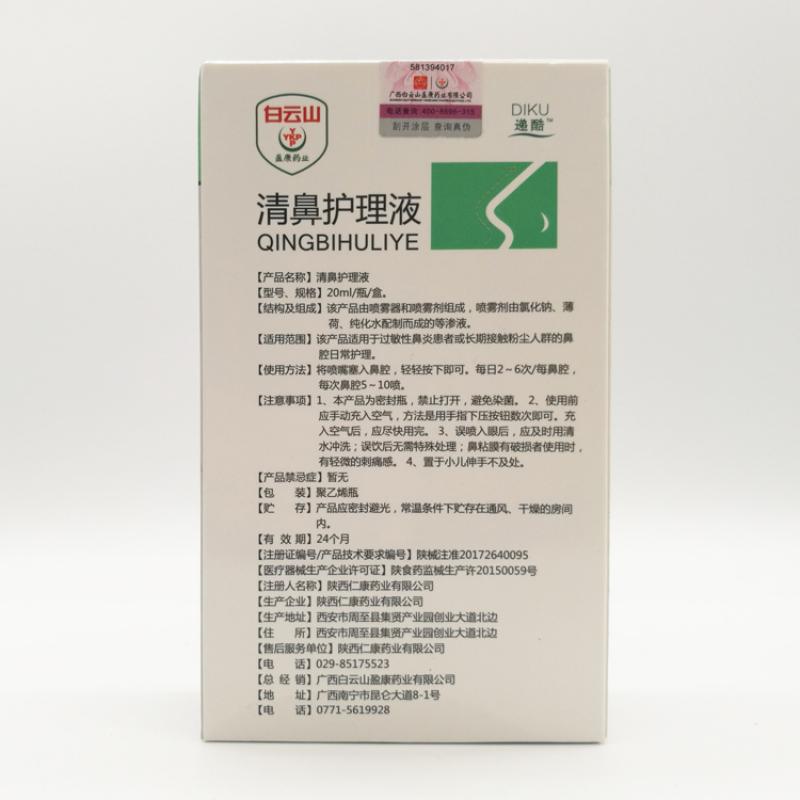 581394017
广西白云山盈康药业有限公司
电话查询:400-8896-315
刮开涂层 查询真伪
白云山
YKPP
盈康药业
DIKU
递酷™
清鼻护理液
QINGBIHULIYE
【产品名称】清鼻护理液
【型号、规格】20ml/瓶/盒。
【结构及组成】该产品由喷雾器和喷雾剂组成，喷雾剂由氯化钠、薄
荷、纯化水配制而成的等渗液。
【适用范围】该产品适用于过敏性鼻炎患者或长期接触粉尘人群的鼻
腔日常护理。
【使用方法】将喷嘴塞入鼻腔，轻轻按下即可。每日2~6次/每鼻腔，
每次鼻腔5~10喷。
【注意事项】1、本产品为密封瓶，禁止打开，避免染菌。 2、使用前
应手动充入空气，方法是用手指下压按钮数次即可。充
入空气后，应尽快用完。 3、误喷入眼后，应及时用清
水冲洗；误饮后无需特殊处理；鼻粘膜有破损者使用时，
有轻微的刺痛感。 4、置于小儿伸手不及处。
【产品禁忌症】暂无
【包 装】聚乙烯瓶
【贮 存】产品应密封避光，常温条件下贮存在通风、干燥的房间
内。
【有 效 期】24个月
【注册证编号/产品技术要求编号】陕械注准20172640095
【医疗器械生产企业许可证】陕食药监械生产许20150059号
【注册人名称】陕西仁康药业有限公司
【生产企业】陕西仁康药业有限公司
【生产地址】西安市周至县集贤产业园创业大道北边
【住 所】西安市周至县集贤产业园创业大道北边
【售后服务单位】陕西仁康药业有限公司
【电 话】029-85175523
【总 经 销】广西白云山盈康药业有限公司
【地 址】广西南宁市昆仑大道8-1号
【电 话】0771-5619928